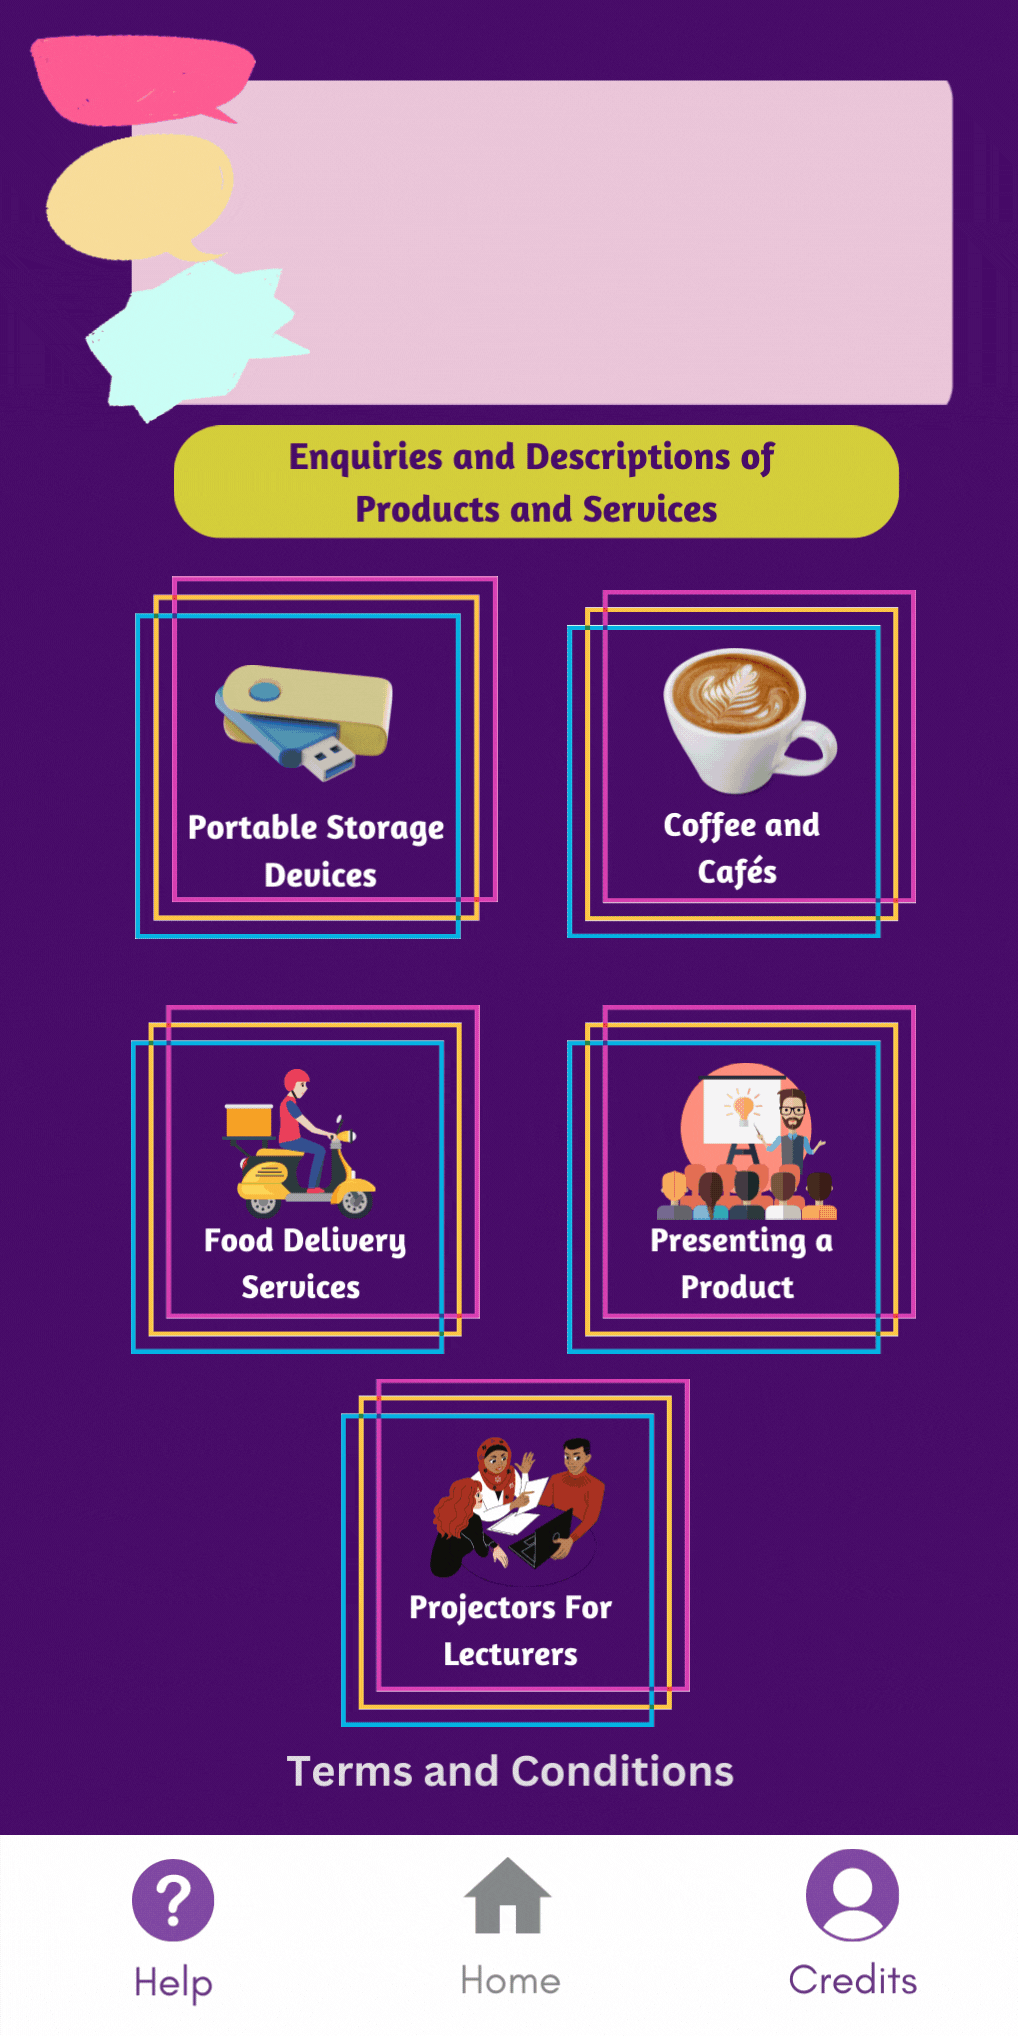 Enquiries and Descriptions of
Products and Services
Portable Storage
Devices
Coffee and
Cafés
Food Delivery
Services
Presenting a
Product
Projectors For
Lecturers
Terms and Conditions
Help
Home
Credits